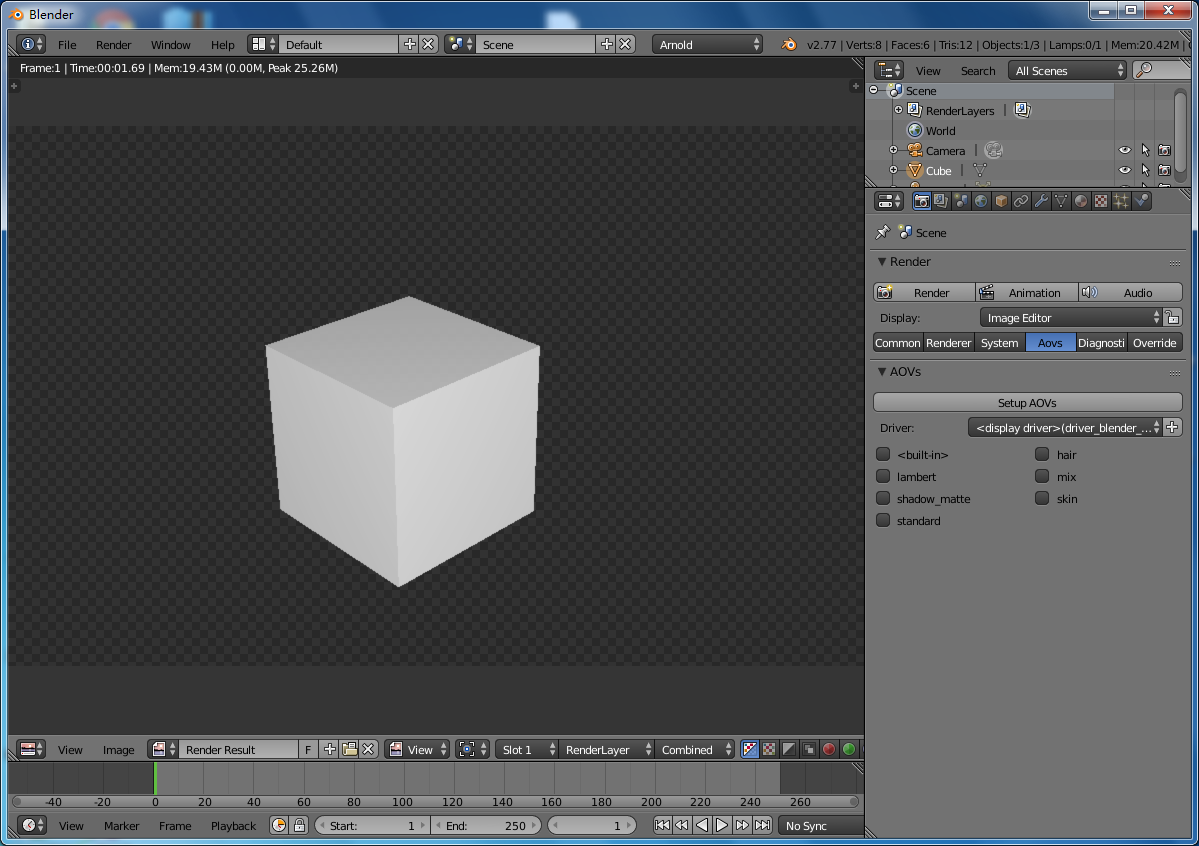 Blender
File Render Window Help Default Scene Arnold v2.77 | Verts:8 | Faces:6 | Tris:12 | Objects:1/3 | Lamps:0/1 | Mem:20.42M |
Frame:1 | Time:00:01.69 | Mem:19.43M (0.00M, Peak 25.26M)
View Search All Scenes
Scene
RenderLayers |
World
Camera |
Cube |
Scene
Render
Render Animation Audio
Display: Image Editor
Common Renderer System Aovs Diagnosti Override
AOVs
Setup AOVs
Driver: <display driver>(driver_blender_...
<built-in> hair
lambert mix
shadow_matte skin
standard
View Image Render Result F View Slot 1 RenderLayer Combined
-40 -20 0 20 40 60 80 100 120 140 160 180 200 220 240 260
View Marker Frame Playback Start: 1 End: 250 1 No Sync